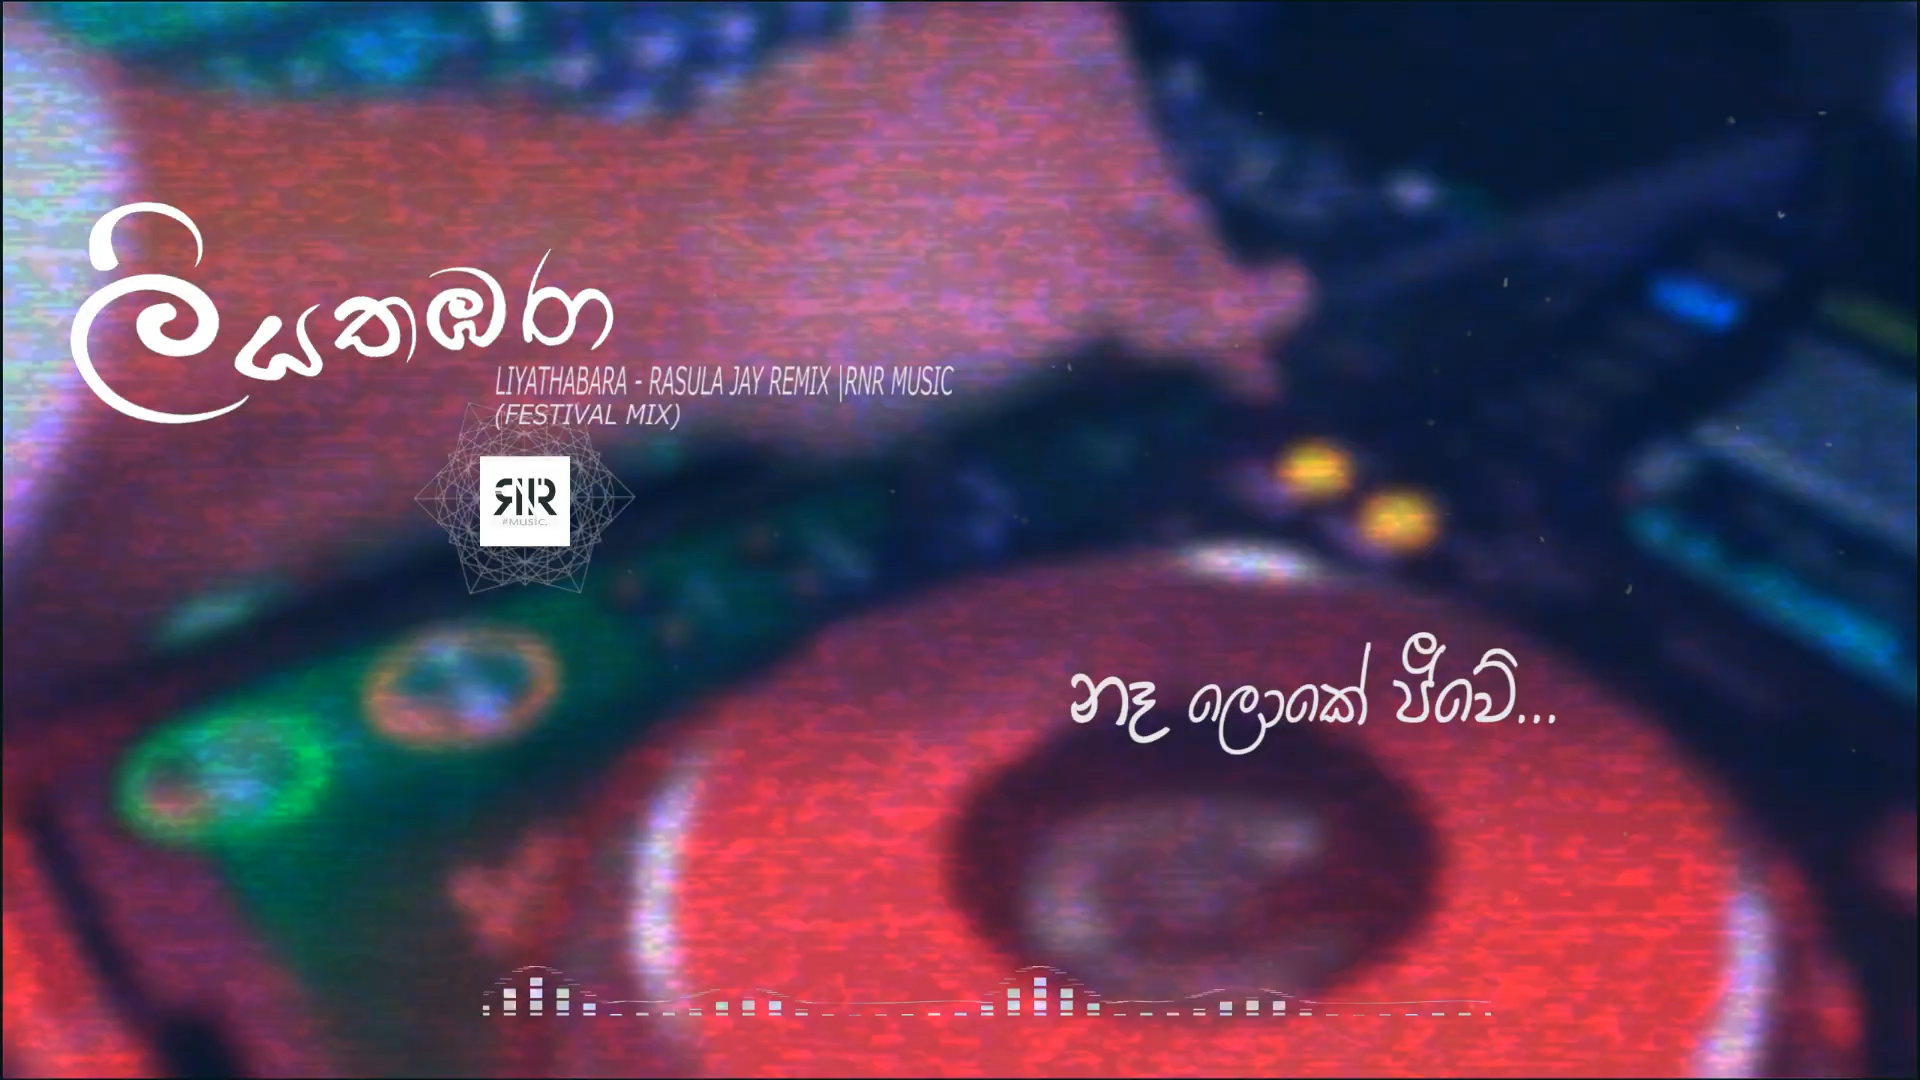 ලියතඹරා
LIYATHABARA - RASULA JAY REMIX |RNR MUSIC
(FESTIVAL MIX)
RNR
#MUSIC.
නෑ ලොකේ ජීවේ...